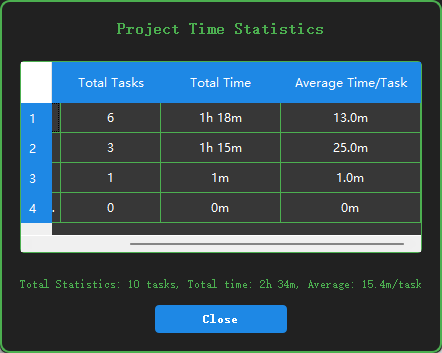 Project Time Statistics
Total Tasks Total Time Average Time/Task
1 6 1h 18m 13.0m
2 3 1h 15m 25.0m
3 1 1m 1.0m
4 . 0 0m 0m
Total Statistics: 10 tasks, Total time: 2h 34m, Average: 15.4m/task
Close